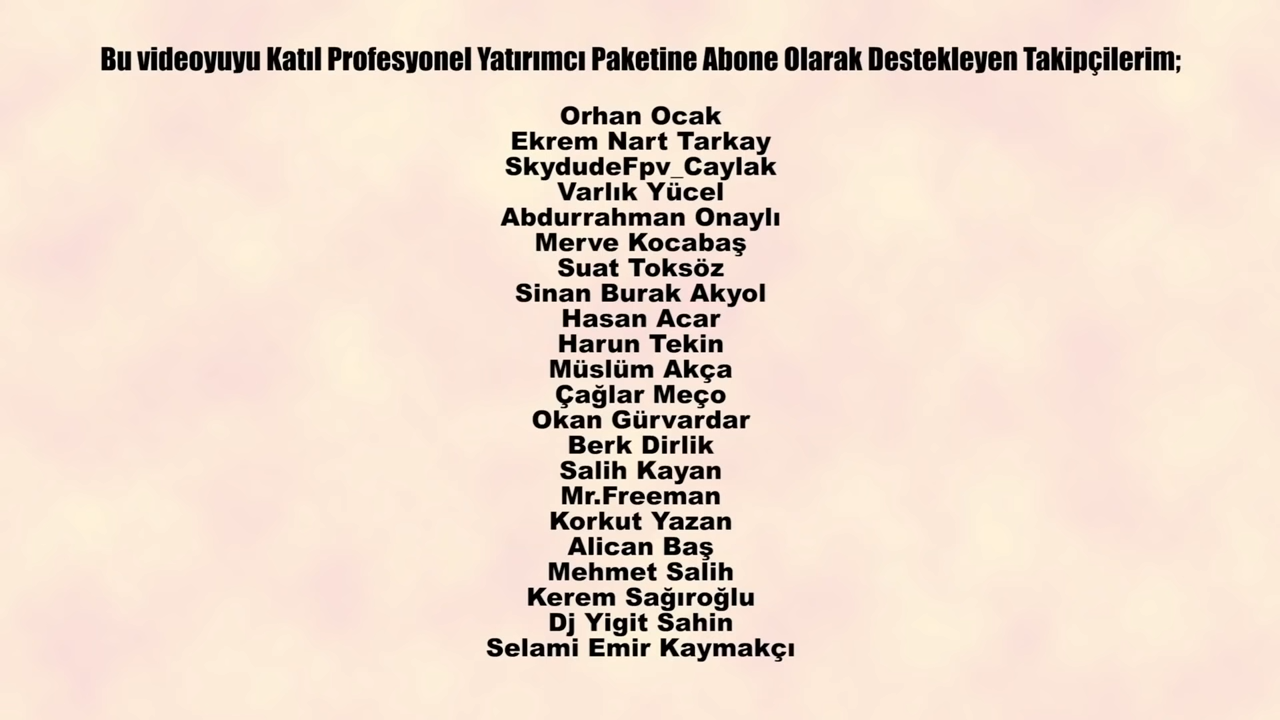 Bu videoyuyu Katıl Profesyonel Yatırımcı Paketine Abone Olarak Destekleyen Takipçilerim;
Orhan Ocak
Ekrem Nart Tarkay
SkydudeFpv_Caylak
Varlık Yücel
Abdurrahman Onaylı
Merve Kocabaş
Suat Toksöz
Sinan Burak Akyol
Hasan Acar
Harun Tekin
Müslüm Akça
Çağlar Meço
Okan Gürvardar
Berk Dirlik
Salih Kayan
Mr.Freeman
Korkut Yazan
Alican Baş
Mehmet Salih
Kerem Sağıroğlu
Dj Yigit Sahin
Selami Emir Kaymakçı